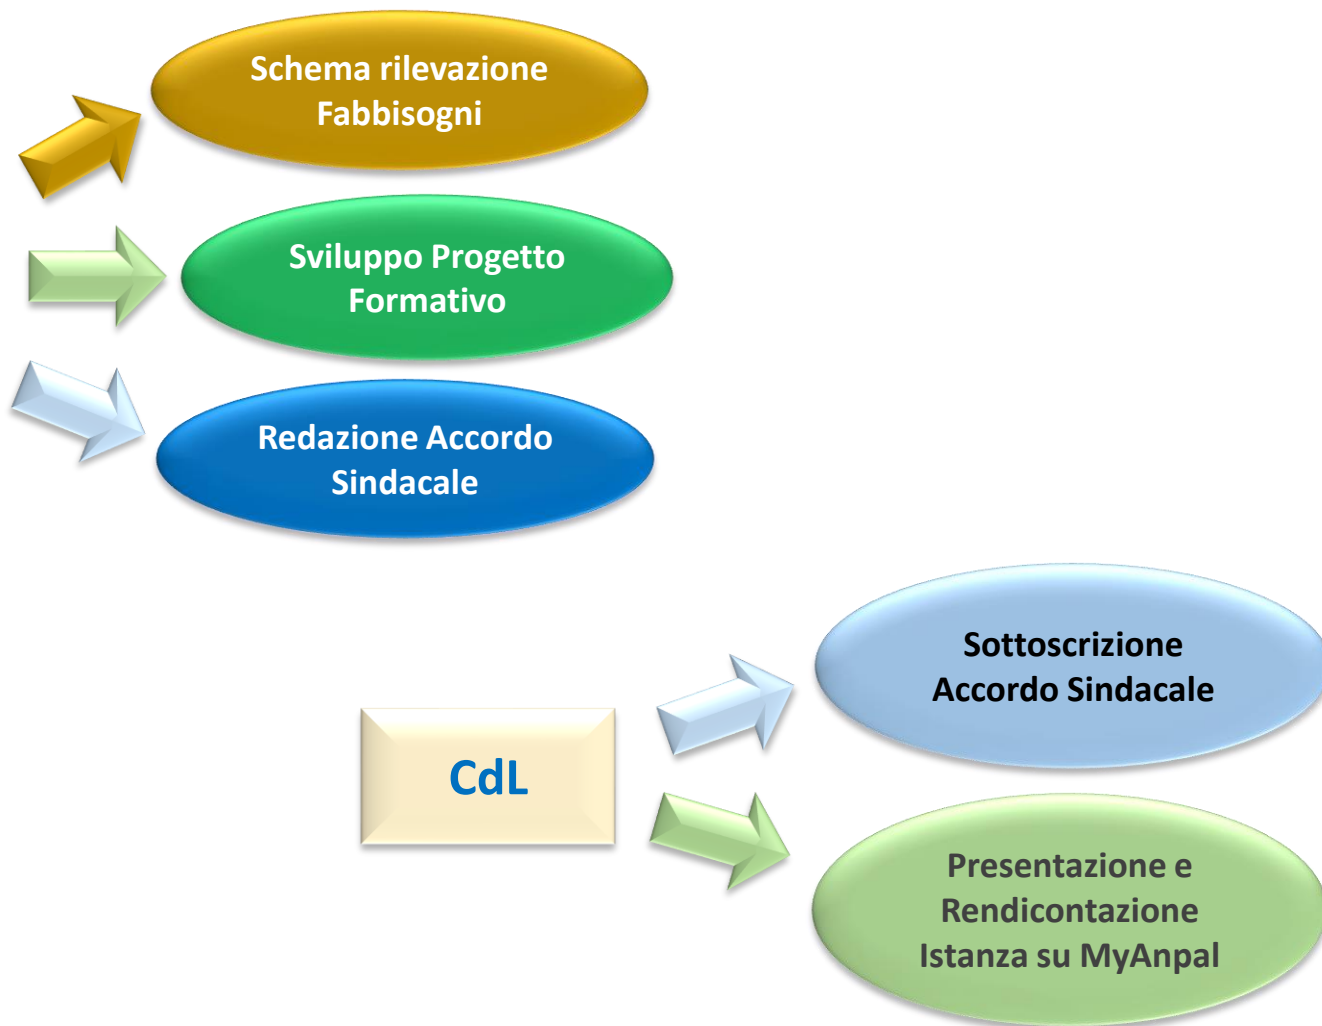 Schema rilevazione
Fabbisogni
Sviluppo Progetto
Formativo
Redazione Accordo
Sindacale
Sottoscrizione
Accordo Sindacale
CdL
Presentazione e
Rendicontazione
Istanza su MyAnpal